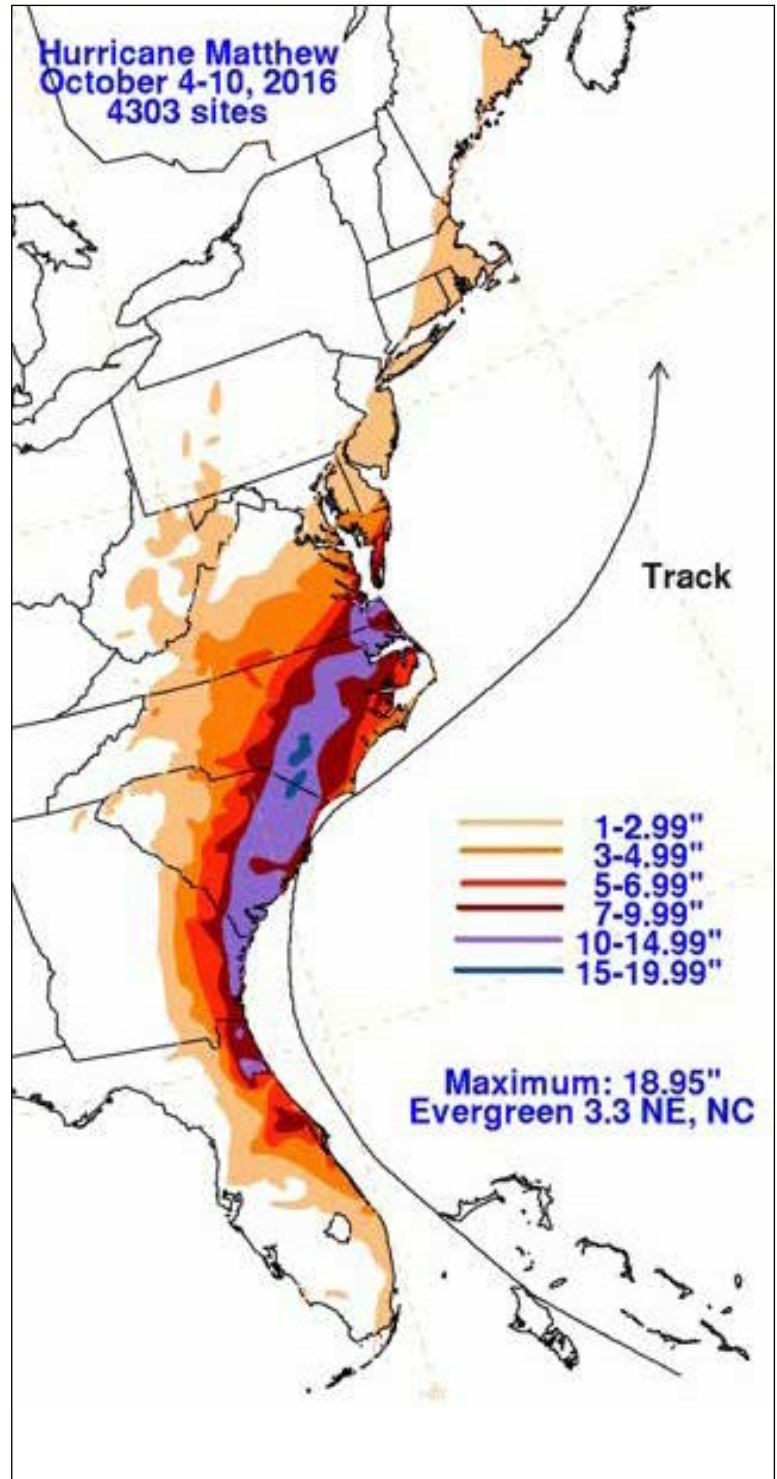 Hurricane Matthew
October 4-10, 2016
4303 sites
Track
1-2.99"
3-4.99"
5-6.99"
7-9.99"
10-14.99"
15-19.99"
Maximum: 18.95"
Evergreen 3.3 NE, NC